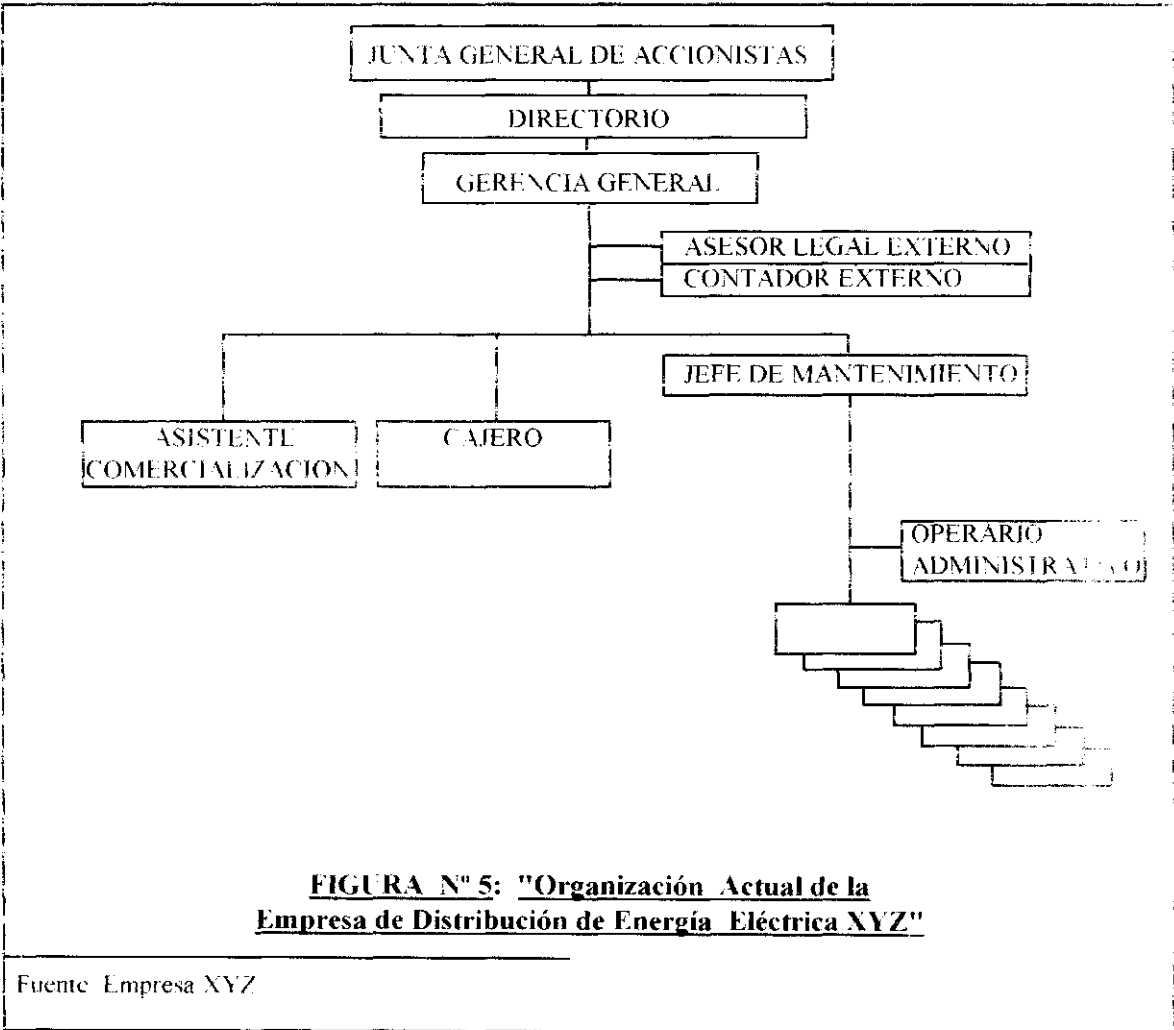 JUNTA GENERAL DE ACCIONISTAS
DIRECTORIO
GERENCIA GENERAL
ASESOR LEGAL EXTERNO
CONTADOR EXTERNO
JEFE DE MANTENIMIENTO
ASISTENTE
COMERCIALIZACION
CAJERO
OPERARIO
ADMINISTRATIVO
FIGURA N° 5: "Organización Actual de la
Empresa de Distribución de Energía Eléctrica XYZ"
Fuente Empresa XYZ